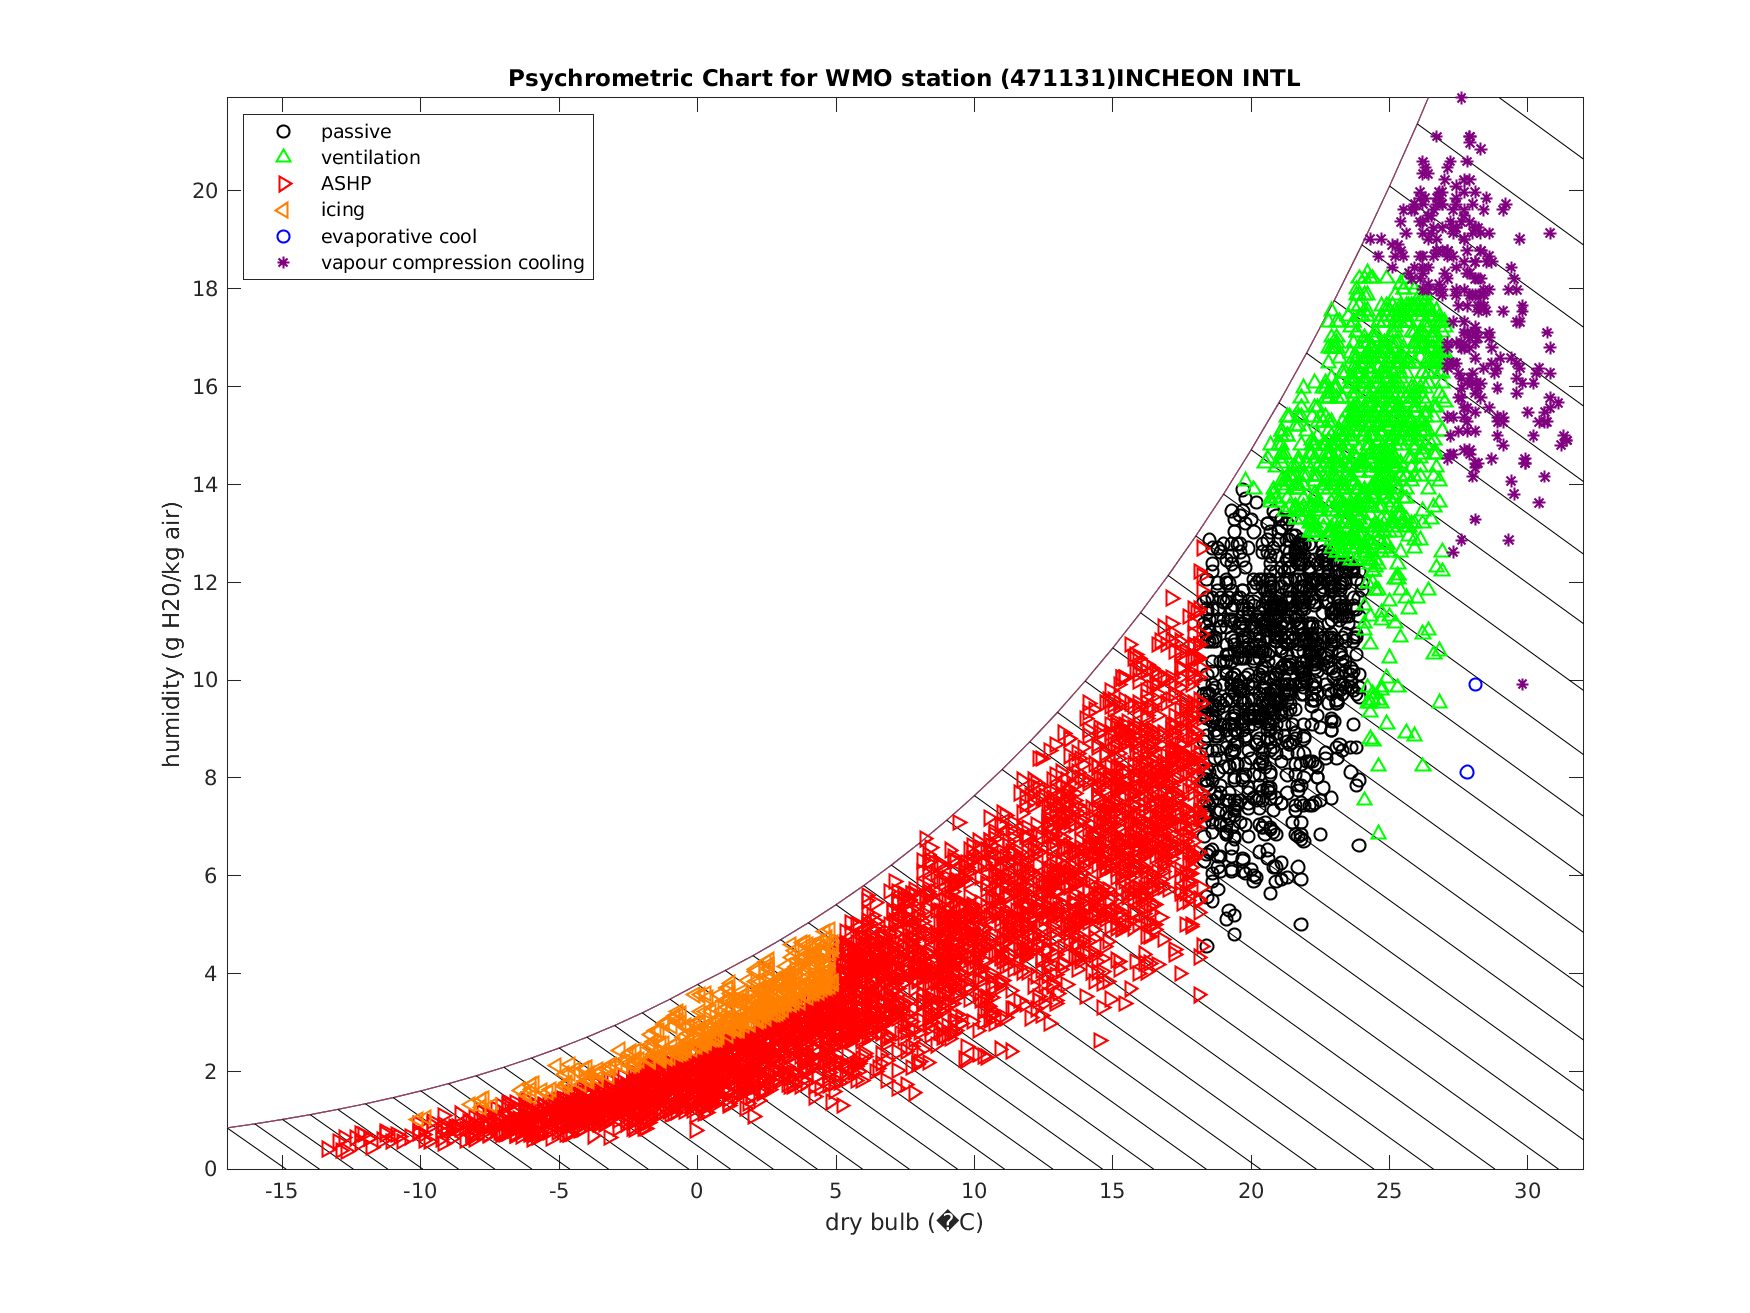 Psychrometric Chart for WMO station (471131)INCHEON INTL
passive
ventilation
ASHP
icing
evaporative cool
vapour compression cooling
humidity (g H20/kg air)
20
18
16
14
12
10
8
6
4
2
0
-15 -10 -5 0 5 10 15 20 25 30
dry bulb (�C)